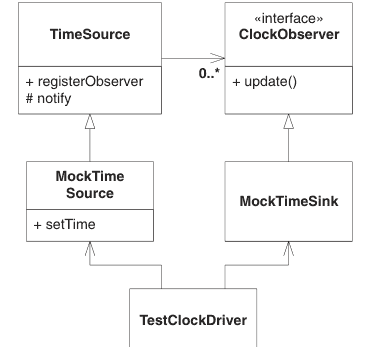 TimeSource
+ registerObserver
# notify
0..*
«interface»
ClockObserver
+ update()
MockTime
Source
+ setTime
MockTimeSink
TestClockDriver